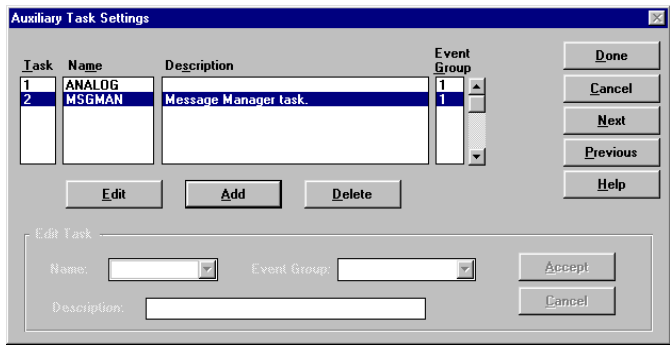 Auxiliary Task Settings
Task Name Description Event Group
1 ANALOG 1
2 MSGMAN Message Manager task. 1
Edit Add Delete
Done
Cancel
Next
Previous
Help
Edit Task
Name: Event Group:
Description:
Accept
Cancel